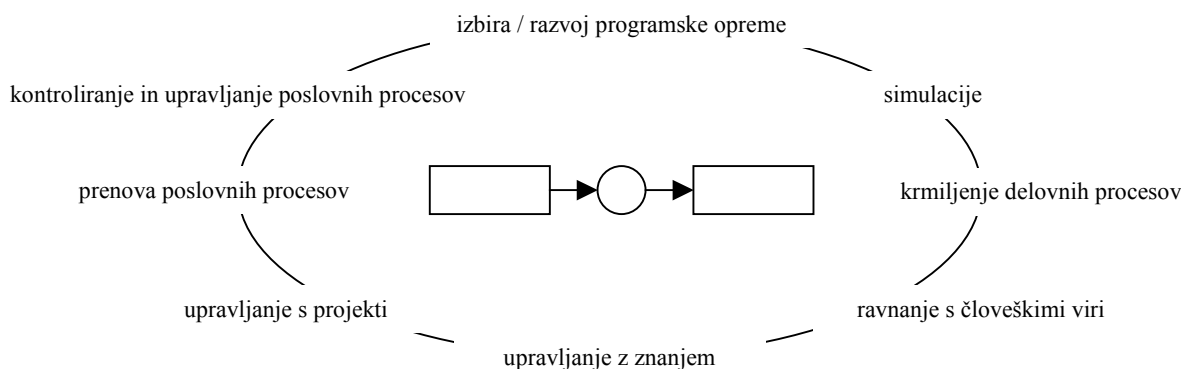 izbira / razvoj programske opreme
kontroliranje in upravljanje poslovnih procesov
simulacije
prenova poslovnih procesov
krmiljenje delovnih procesov
upravljanje s projekti
ravnanje s človeškimi viri
upravljanje z znanjem